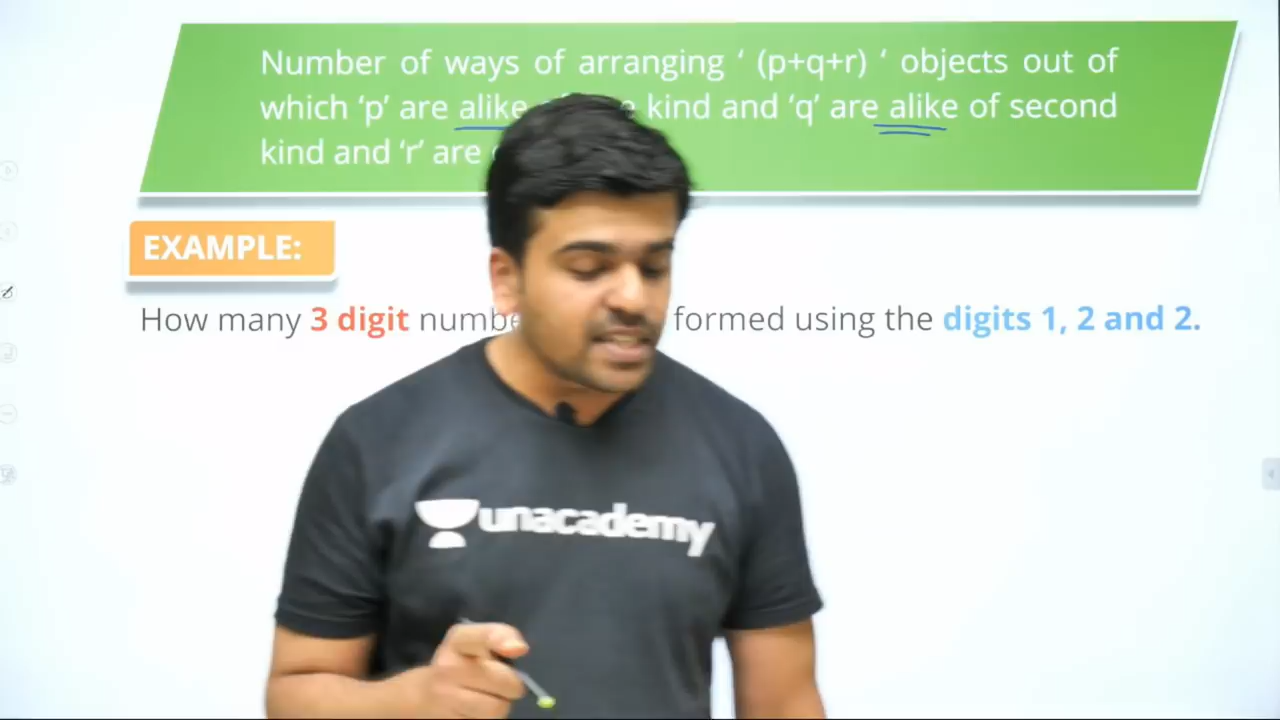 Number of ways of arranging ‘ (p+q+r) ‘ objects out of
which ‘p’ are alike kind and ‘q’ are alike of second
kind and ‘r’ are
EXAMPLE:
How many 3 digit formed using the digits 1, 2 and 2.
unacademy